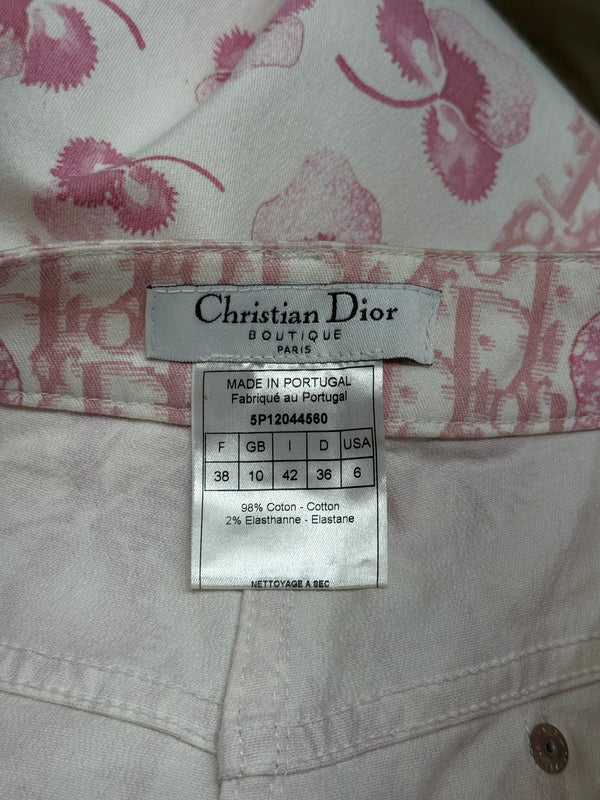 Christian Dior
BOUTIQUE
PARIS
MADE IN PORTUGAL
Fabriqué au Portugal
5P12044560
F GB I D USA
38 10 42 36 6
98% Coton - Cotton
2% Elasthanne - Elastane
NETTOYAGE A SEC